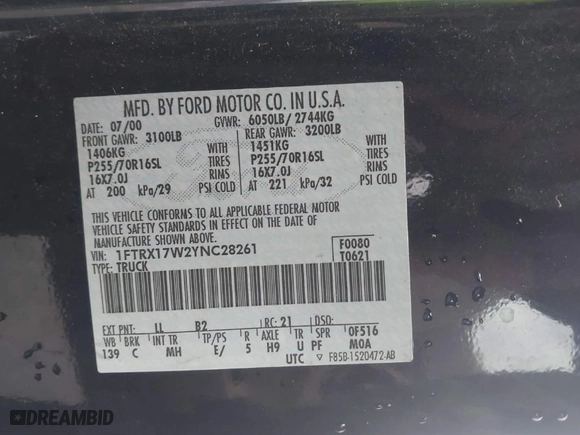 MFD. BY FORD MOTOR CO. IN U.S.A.
DATE: 07/00 GVWR: 6050LB/ 2744KG
FRONT GAWR: 3100LB REAR GAWR: 3200LB
1406KG WITH 1451KG WITH
P255/70R16SL TIRES P255/70R16SL TIRES
16X7.0J RIMS 16X7.0J RIMS
AT 200 kPa/29 PSI COLD AT 221 kPa/32 PSI COLD
THIS VEHICLE CONFORMS TO ALL APPLICABLE FEDERAL MOTOR
VEHICLE SAFETY AND THEFT PREVENTION STANDARDS IN EFFECT
ON THE DATE OF MANUFACTURE SHOWN ABOVE.
VIN: 1FTRX17W2YNC28261 F0080
TYPE: TRUCK T0621
EXT PNT: LL B2 RC: 21 DSO:
WB BRK INT TR TP/PS R AXLE TR SPR 0F516
139 C MH E/ 5 H9 U PF M0A
UTC ▽ F85B-1520472-AB
DREAMBID